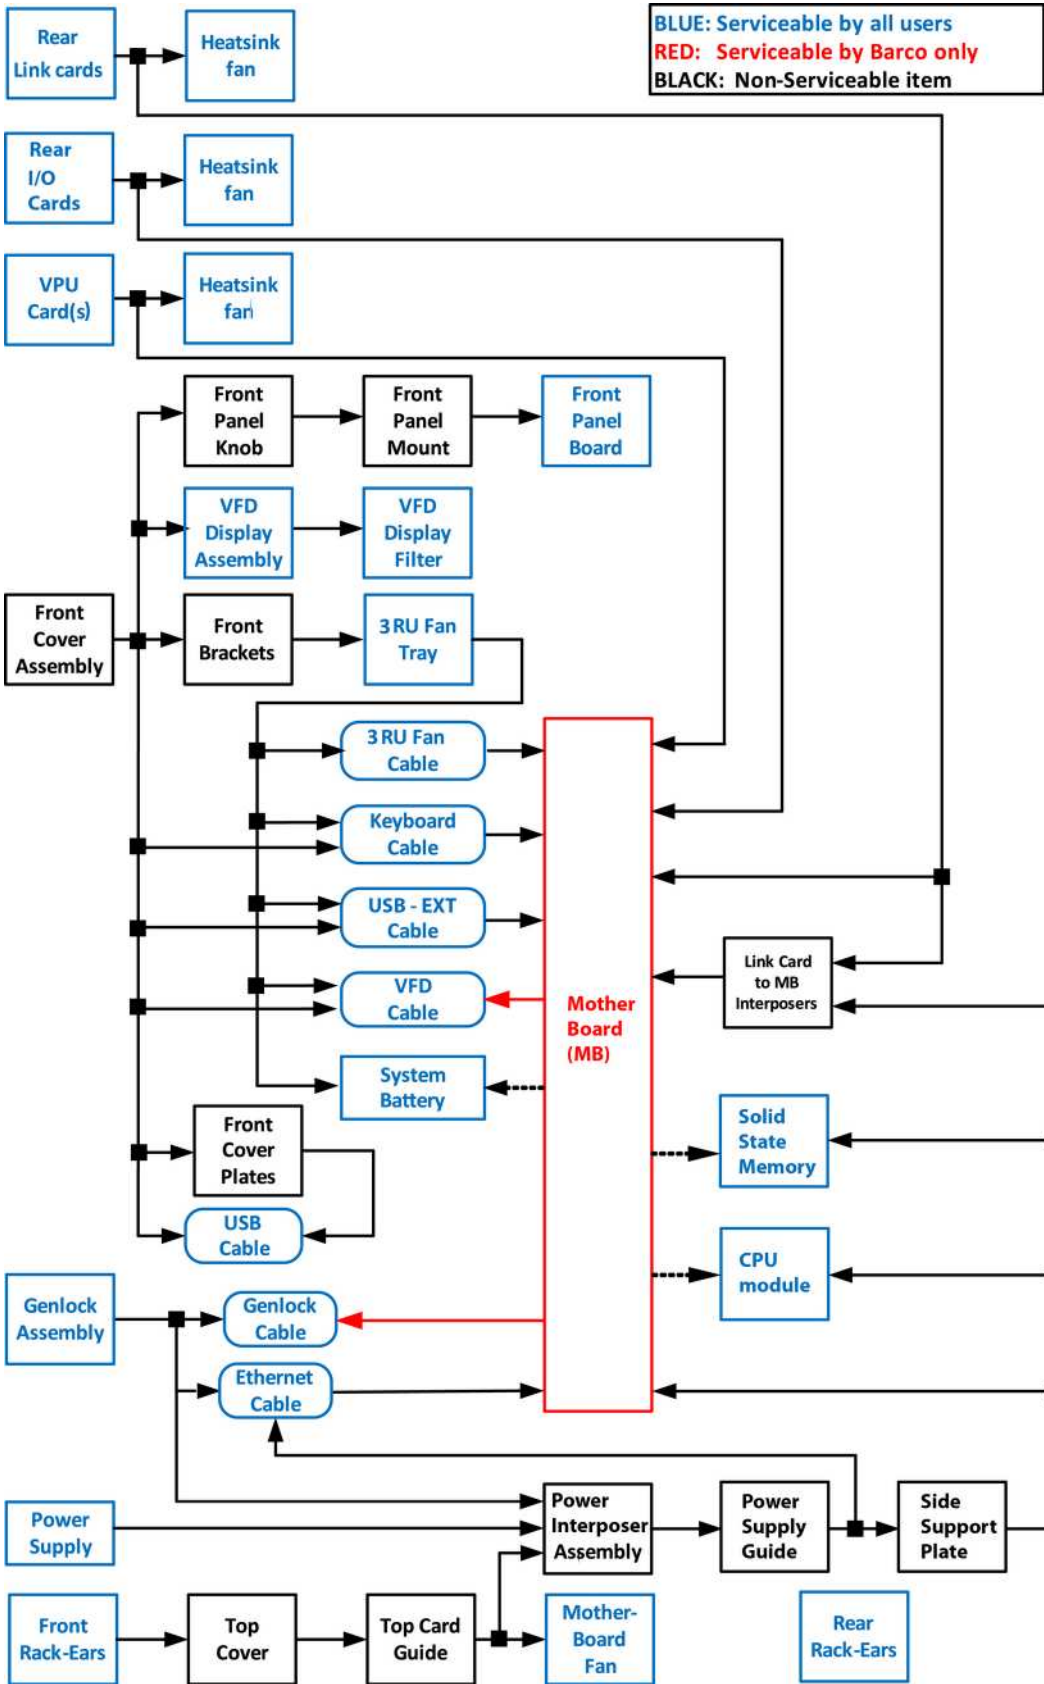 BLUE: Serviceable by all users
RED: Serviceable by Barco only
BLACK: Non-Serviceable item
Rear
Link cards
Heatsink
fan
Rear
I/O
Cards
Heatsink
fan
VPU
Card(s)
Heatsink
fan
Front
Panel
Knob
Front
Panel
Mount
Front
Panel
Board
VFD
Display
Assembly
VFD
Display
Filter
Front
Cover
Assembly
Front
Brackets
3RU Fan
Tray
3RU Fan
Cable
Keyboard
Cable
USB - EXT
Cable
VFD
Cable
System
Battery
Mother
Board
(MB)
Link Card
to MB
Interposers
Solid
State
Memory
CPU
module
Front
Cover
Plates
USB
Cable
Genlock
Assembly
Genlock
Cable
Ethernet
Cable
Power
Supply
Power
Interposer
Assembly
Power
Supply
Guide
Side
Support
Plate
Front
Rack-Ears
Top
Cover
Top Card
Guide
Mother-
Board
Fan
Rear
Rack-Ears